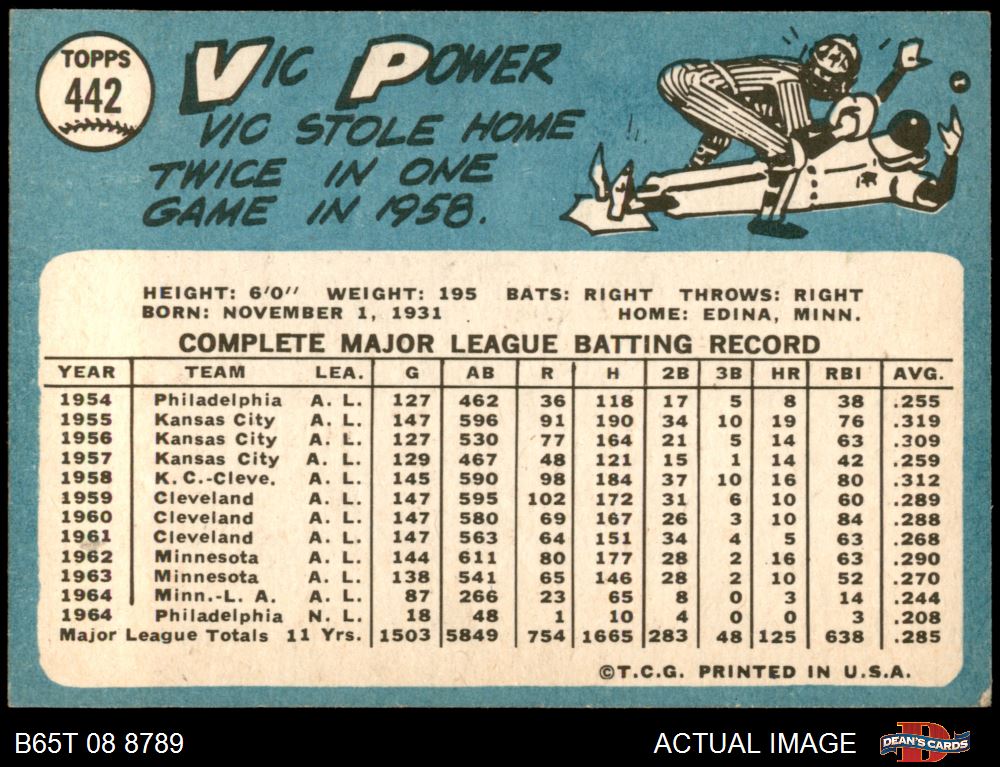 TOPPS
442
VIC POWER
VIC STOLE HOME
TWICE IN ONE
GAME IN 1958.
HEIGHT: 6'0" WEIGHT: 195 BATS: RIGHT THROWS: RIGHT
BORN: NOVEMBER 1, 1931 HOME: EDINA, MINN.
COMPLETE MAJOR LEAGUE BATTING RECORD
YEAR TEAM LEA. G AB R H 2B 3B HR RBI AVG.
1954 Philadelphia A. L. 127 462 36 118 17 5 8 38 .255
1955 Kansas City A. L. 147 596 91 190 34 10 19 76 .319
1956 Kansas City A. L. 127 530 77 164 21 5 14 63 .309
1957 Kansas City A. L. 129 467 48 121 15 1 14 42 .259
1958 K. C.-Cleve. A. L. 145 590 98 184 37 10 16 80 .312
1959 Cleveland A. L. 147 595 102 172 31 6 10 60 .289
1960 Cleveland A. L. 147 580 69 167 26 3 10 84 .288
1961 Cleveland A. L. 147 563 64 151 34 4 5 63 .268
1962 Minnesota A. L. 144 611 80 177 28 2 16 63 .290
1963 Minnesota A. L. 138 541 65 146 28 2 10 52 .270
1964 Minn.-L. A. A. L. 87 266 23 65 8 0 3 14 .244
1964 Philadelphia N. L. 18 48 1 10 4 0 0 3 .208
Major League Totals 11 Yrs. 1503 5849 754 1665 283 48 125 638 .285
©T.C.G. PRINTED IN U.S.A.
B65T 08 8789 ACTUAL IMAGE DEAN'S CARDS